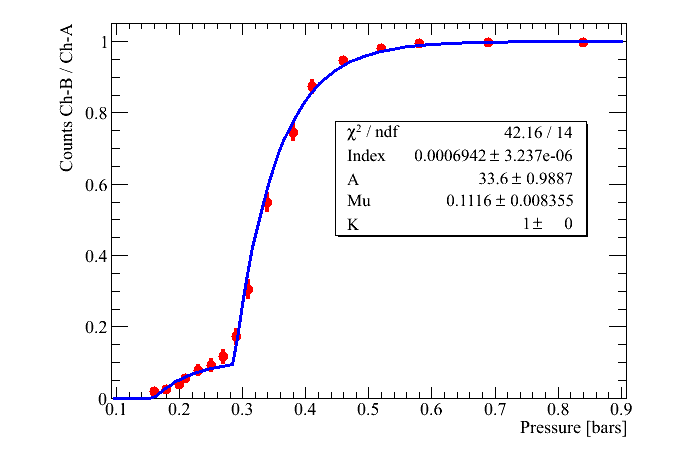 Counts Ch-B / Ch-A
1
0.8
0.6
0.4
0.2
0
χ² / ndf 42.16 / 14
Index 0.0006942 ± 3.237e-06
A 33.6 ± 0.9887
Mu 0.1116 ± 0.008355
K 1 ± 0
0.1 0.2 0.3 0.4 0.5 0.6 0.7 0.8 0.9
Pressure [bars]